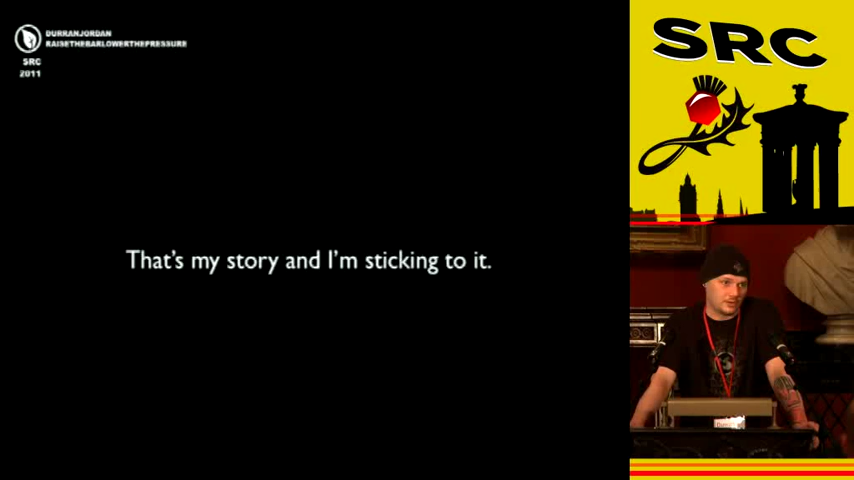 DURRANJORDAN
RAISETHEBARLOWERTHEPRESSURE
SRC
2011
That's my story and I'm sticking to it.
SRC